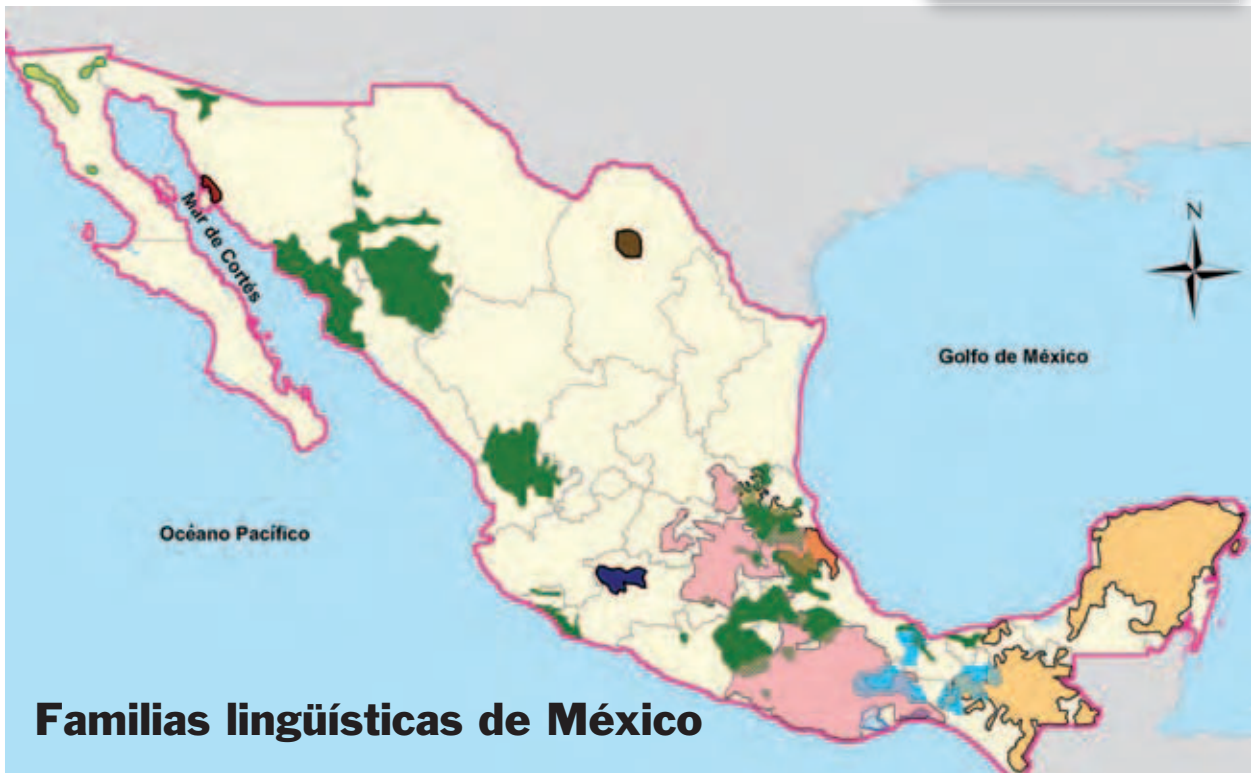 N
Mar de Cortés
Golfo de México
Océano Pacífico
Familias lingüísticas de México